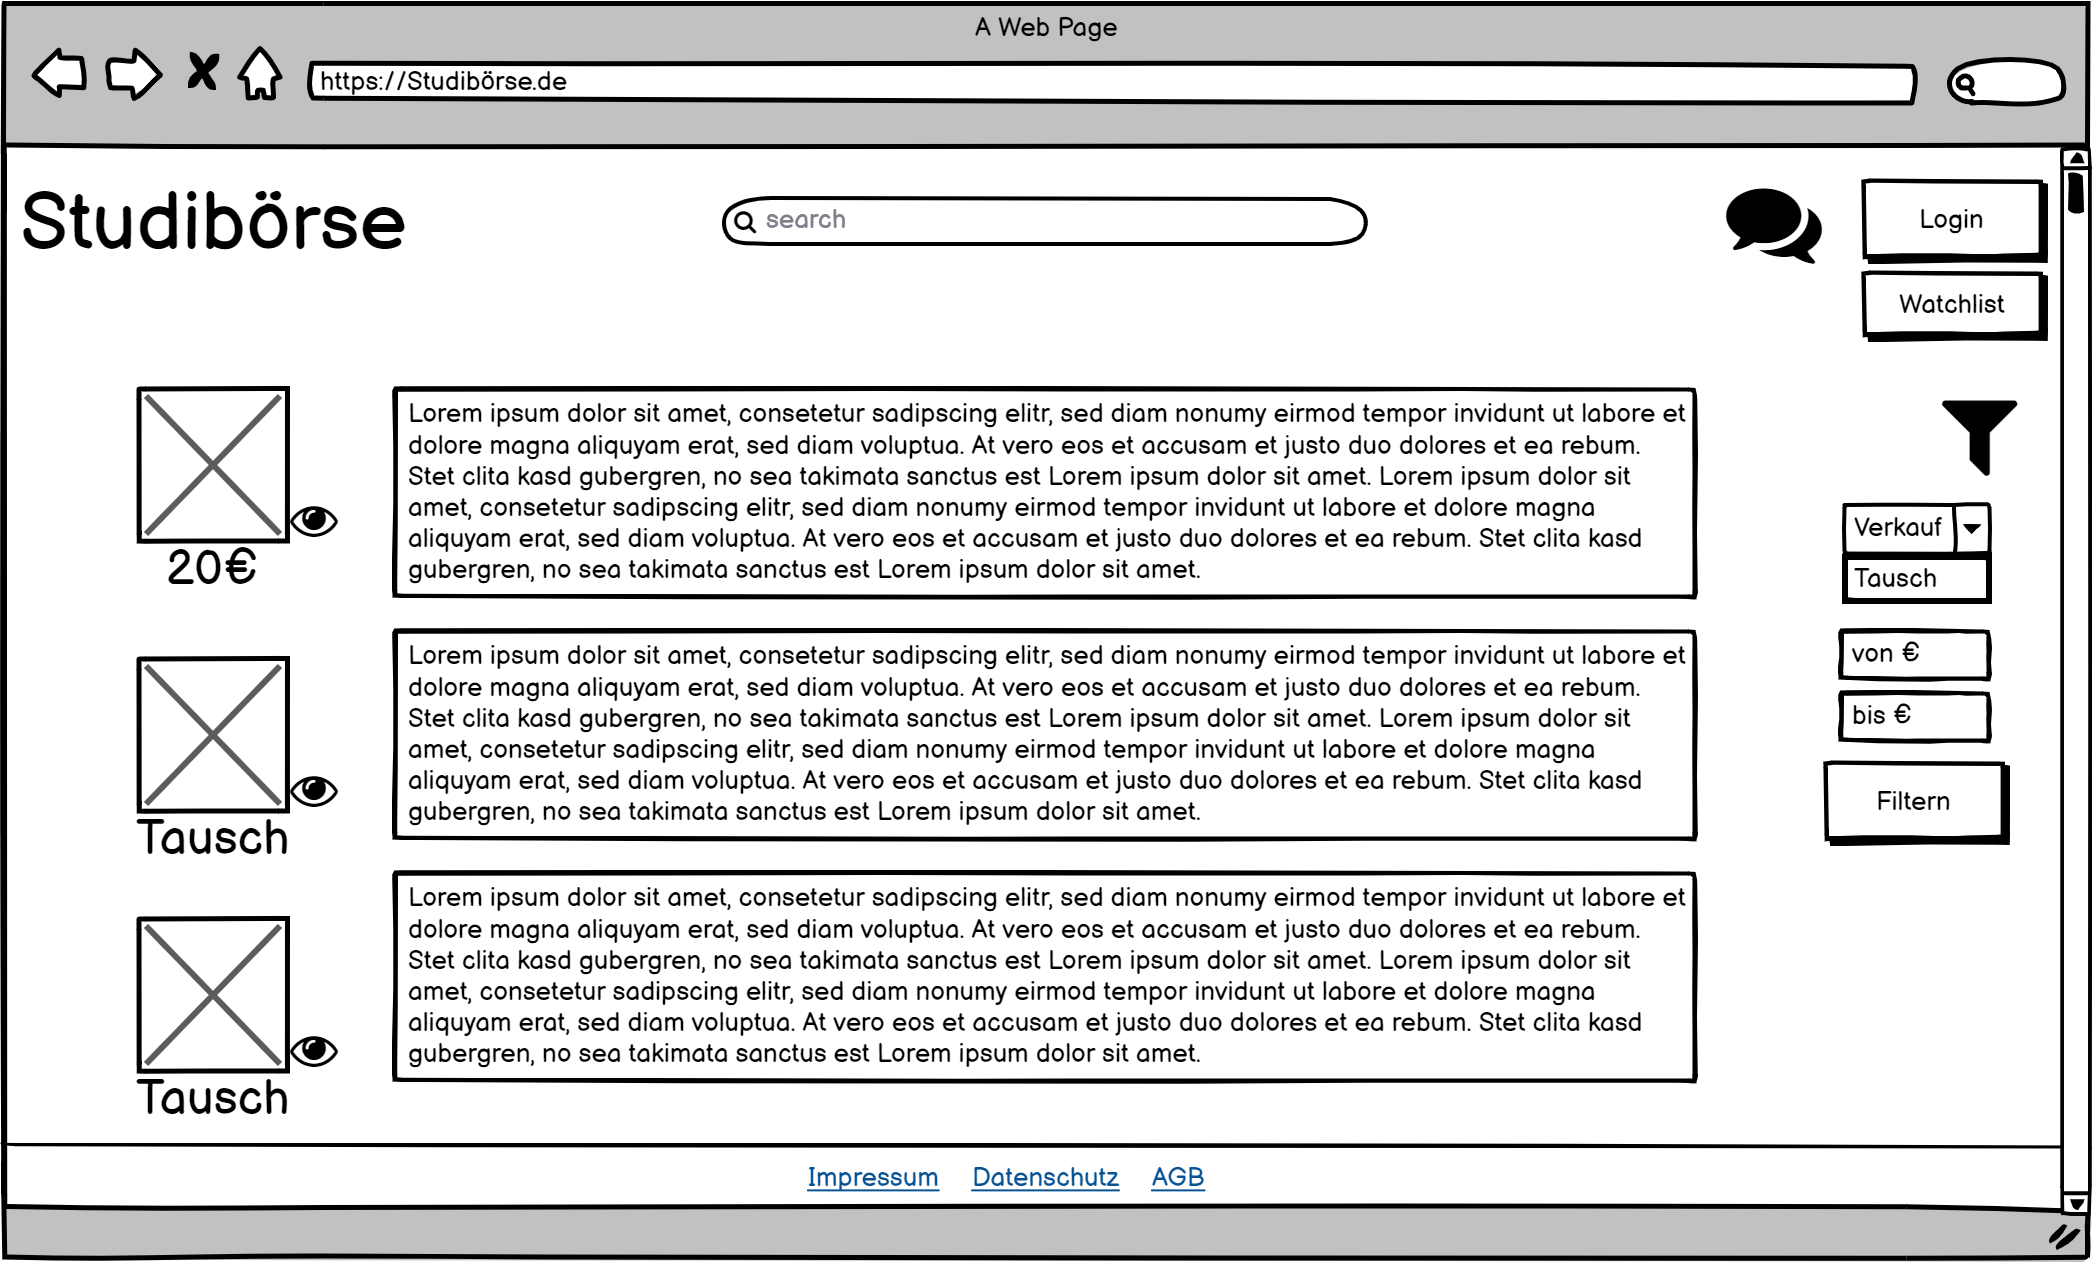 A Web Page
https://Studibörse.de
Studibörse
search
Login
Watchlist
20€
Lorem ipsum dolor sit amet, consetetur sadipscing elitr, sed diam nonumy eirmod tempor invidunt ut labore et
dolore magna aliquyam erat, sed diam voluptua. At vero eos et accusam et justo duo dolores et ea rebum.
Stet clita kasd gubergren, no sea takimata sanctus est Lorem ipsum dolor sit amet. Lorem ipsum dolor sit
amet, consetetur sadipscing elitr, sed diam nonumy eirmod tempor invidunt ut labore et dolore magna
aliquyam erat, sed diam voluptua. At vero eos et accusam et justo duo dolores et ea rebum. Stet clita kasd
gubergren, no sea takimata sanctus est Lorem ipsum dolor sit amet.
Tausch
Lorem ipsum dolor sit amet, consetetur sadipscing elitr, sed diam nonumy eirmod tempor invidunt ut labore et
dolore magna aliquyam erat, sed diam voluptua. At vero eos et accusam et justo duo dolores et ea rebum.
Stet clita kasd gubergren, no sea takimata sanctus est Lorem ipsum dolor sit amet. Lorem ipsum dolor sit
amet, consetetur sadipscing elitr, sed diam nonumy eirmod tempor invidunt ut labore et dolore magna
aliquyam erat, sed diam voluptua. At vero eos et accusam et justo duo dolores et ea rebum. Stet clita kasd
gubergren, no sea takimata sanctus est Lorem ipsum dolor sit amet.
Tausch
Lorem ipsum dolor sit amet, consetetur sadipscing elitr, sed diam nonumy eirmod tempor invidunt ut labore et
dolore magna aliquyam erat, sed diam voluptua. At vero eos et accusam et justo duo dolores et ea rebum.
Stet clita kasd gubergren, no sea takimata sanctus est Lorem ipsum dolor sit amet. Lorem ipsum dolor sit
amet, consetetur sadipscing elitr, sed diam nonumy eirmod tempor invidunt ut labore et dolore magna
aliquyam erat, sed diam voluptua. At vero eos et accusam et justo duo dolores et ea rebum. Stet clita kasd
gubergren, no sea takimata sanctus est Lorem ipsum dolor sit amet.
Verkauf
Tausch
von €
bis €
Filtern
Impressum Datenschutz AGB